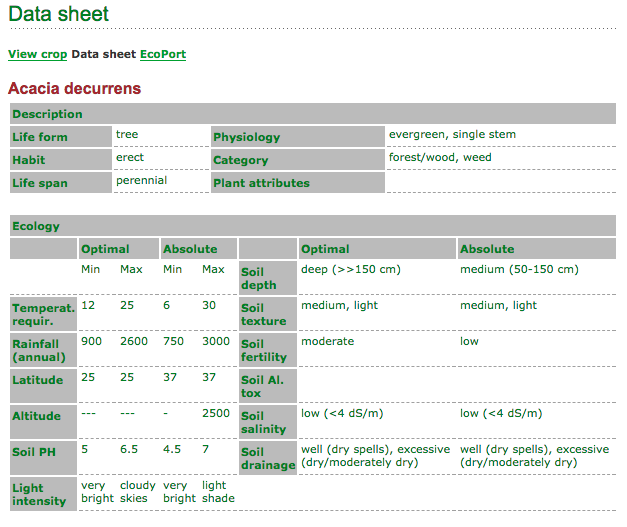 Data sheet
View crop Data sheet EcoPort
Acacia decurrens
Description
Life form tree Physiology evergreen, single stem
Habit erect Category forest/wood, weed
Life span perennial Plant attributes
Ecology
Optimal Absolute Optimal Absolute
Min Max Min Max Soil depth deep (>>150 cm) medium (50-150 cm)
Temperat. requir. 12 25 6 30 Soil texture medium, light medium, light
Rainfall (annual) 900 2600 750 3000 Soil fertility moderate low
Latitude 25 25 37 37 Soil Al. tox
Altitude --- --- - 2500 Soil salinity low (<4 dS/m) low (<4 dS/m)
Soil PH 5 6.5 4.5 7 Soil drainage well (dry spells), excessive (dry/moderately dry) well (dry spells), excessive (dry/moderately dry)
Light intensity very bright cloudy skies very bright light shade